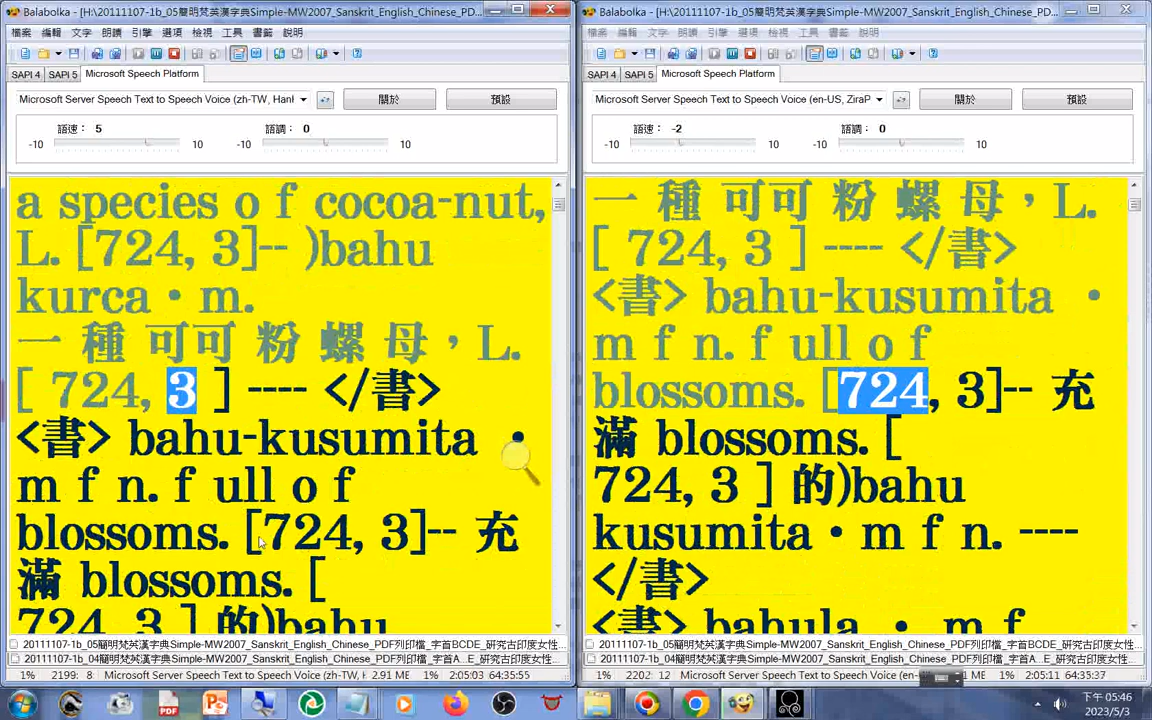 Balabolka - [H:\20111107-1b_05簡明梵英漢字典Simple-MW2007_Sanskrit_English_Chinese_PD...
檔案 編輯 文字 朗讀 引擎 選項 檢視 工具 書籤 說明
SAPI 4 SAPI 5 Microsoft Speech Platform
Microsoft Server Speech Text to Speech Voice (zh-TW, Hanl
關於 預設
語速: 5 語調: 0
-10 10 -10 10
a species o f cocoa-nut,
L. [724, 3]-- )bahu
kurca • m.
一 種 可可 粉 螺 母，L.
[ 724, 3 ] ---- </書>
<書> bahu-kusumita •
m f n. f ull o f
blossoms. [724, 3]-- 充
滿 blossoms. [
724, 3 ] 的)bahu
20111107-1b_05簡明梵英漢字典Simple-MW2007_Sanskrit_English_Chinese_PDF列印檔_字首BCDE_研究古印度女性...
20111107-1b_04簡明梵英漢字典Simple-MW2007_Sanskrit_English_Chinese_PDF列印檔_字首A...E_研究古印度女性...
1% 2199: 8 Microsoft Server Speech Text to Speech Voice (zh-TW, H 2.91 ME 1% 2:05:03 64:35:55
Balabolka - [H:\20111107-1b_05簡明梵英漢字典Simple-MW2007_Sanskrit_English_Chinese_PD...
檔案 編輯 文字 朗讀 引擎 選項 檢視 工具 書籤 說明
SAPI 4 SAPI 5 Microsoft Speech Platform
Microsoft Server Speech Text to Speech Voice (en-US, ZiraP
關於 預設
語速: -2 語調: 0
-10 10 -10 10
一 種 可可 粉 螺 母，L.
[ 724, 3 ] ---- </書>
<書> bahu-kusumita •
m f n. f ull o f
blossoms. [724, 3]-- 充
滿 blossoms. [
724, 3 ] 的)bahu
kusumita • m f n. ----
</書>
<書> bahula • m f
20111107-1b_05簡明梵英漢字典Simple-MW2007_Sanskrit_English_Chinese_PDF列印檔_字首BCDE_研究古印度女性...
20111107-1b_04簡明梵英漢字典Simple-MW2007_Sanskrit_English_Chinese_PDF列印檔_字首A...E_研究古印度女性...
1% 2202: 12 Microsoft Server Speech Text to Speech Voice ME 1% 2:05:11 64:35:37
PDF
下午 05:46
2023/5/3